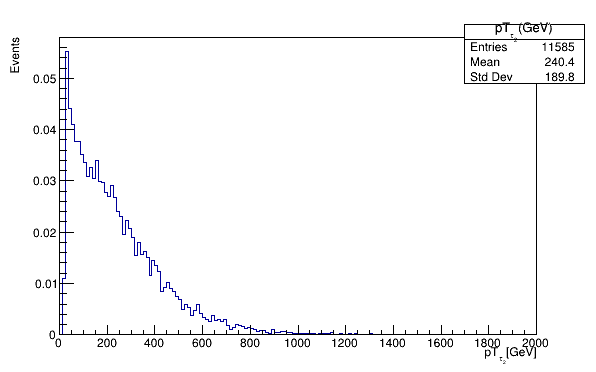 pT_τ₂(GeV)
Entries 11585
Mean 240.4
Std Dev 189.8
Events
0.05
0.04
0.03
0.02
0.01
0
0 200 400 600 800 1000 1200 1400 1600 1800 2000
pT_τ₂[GeV]